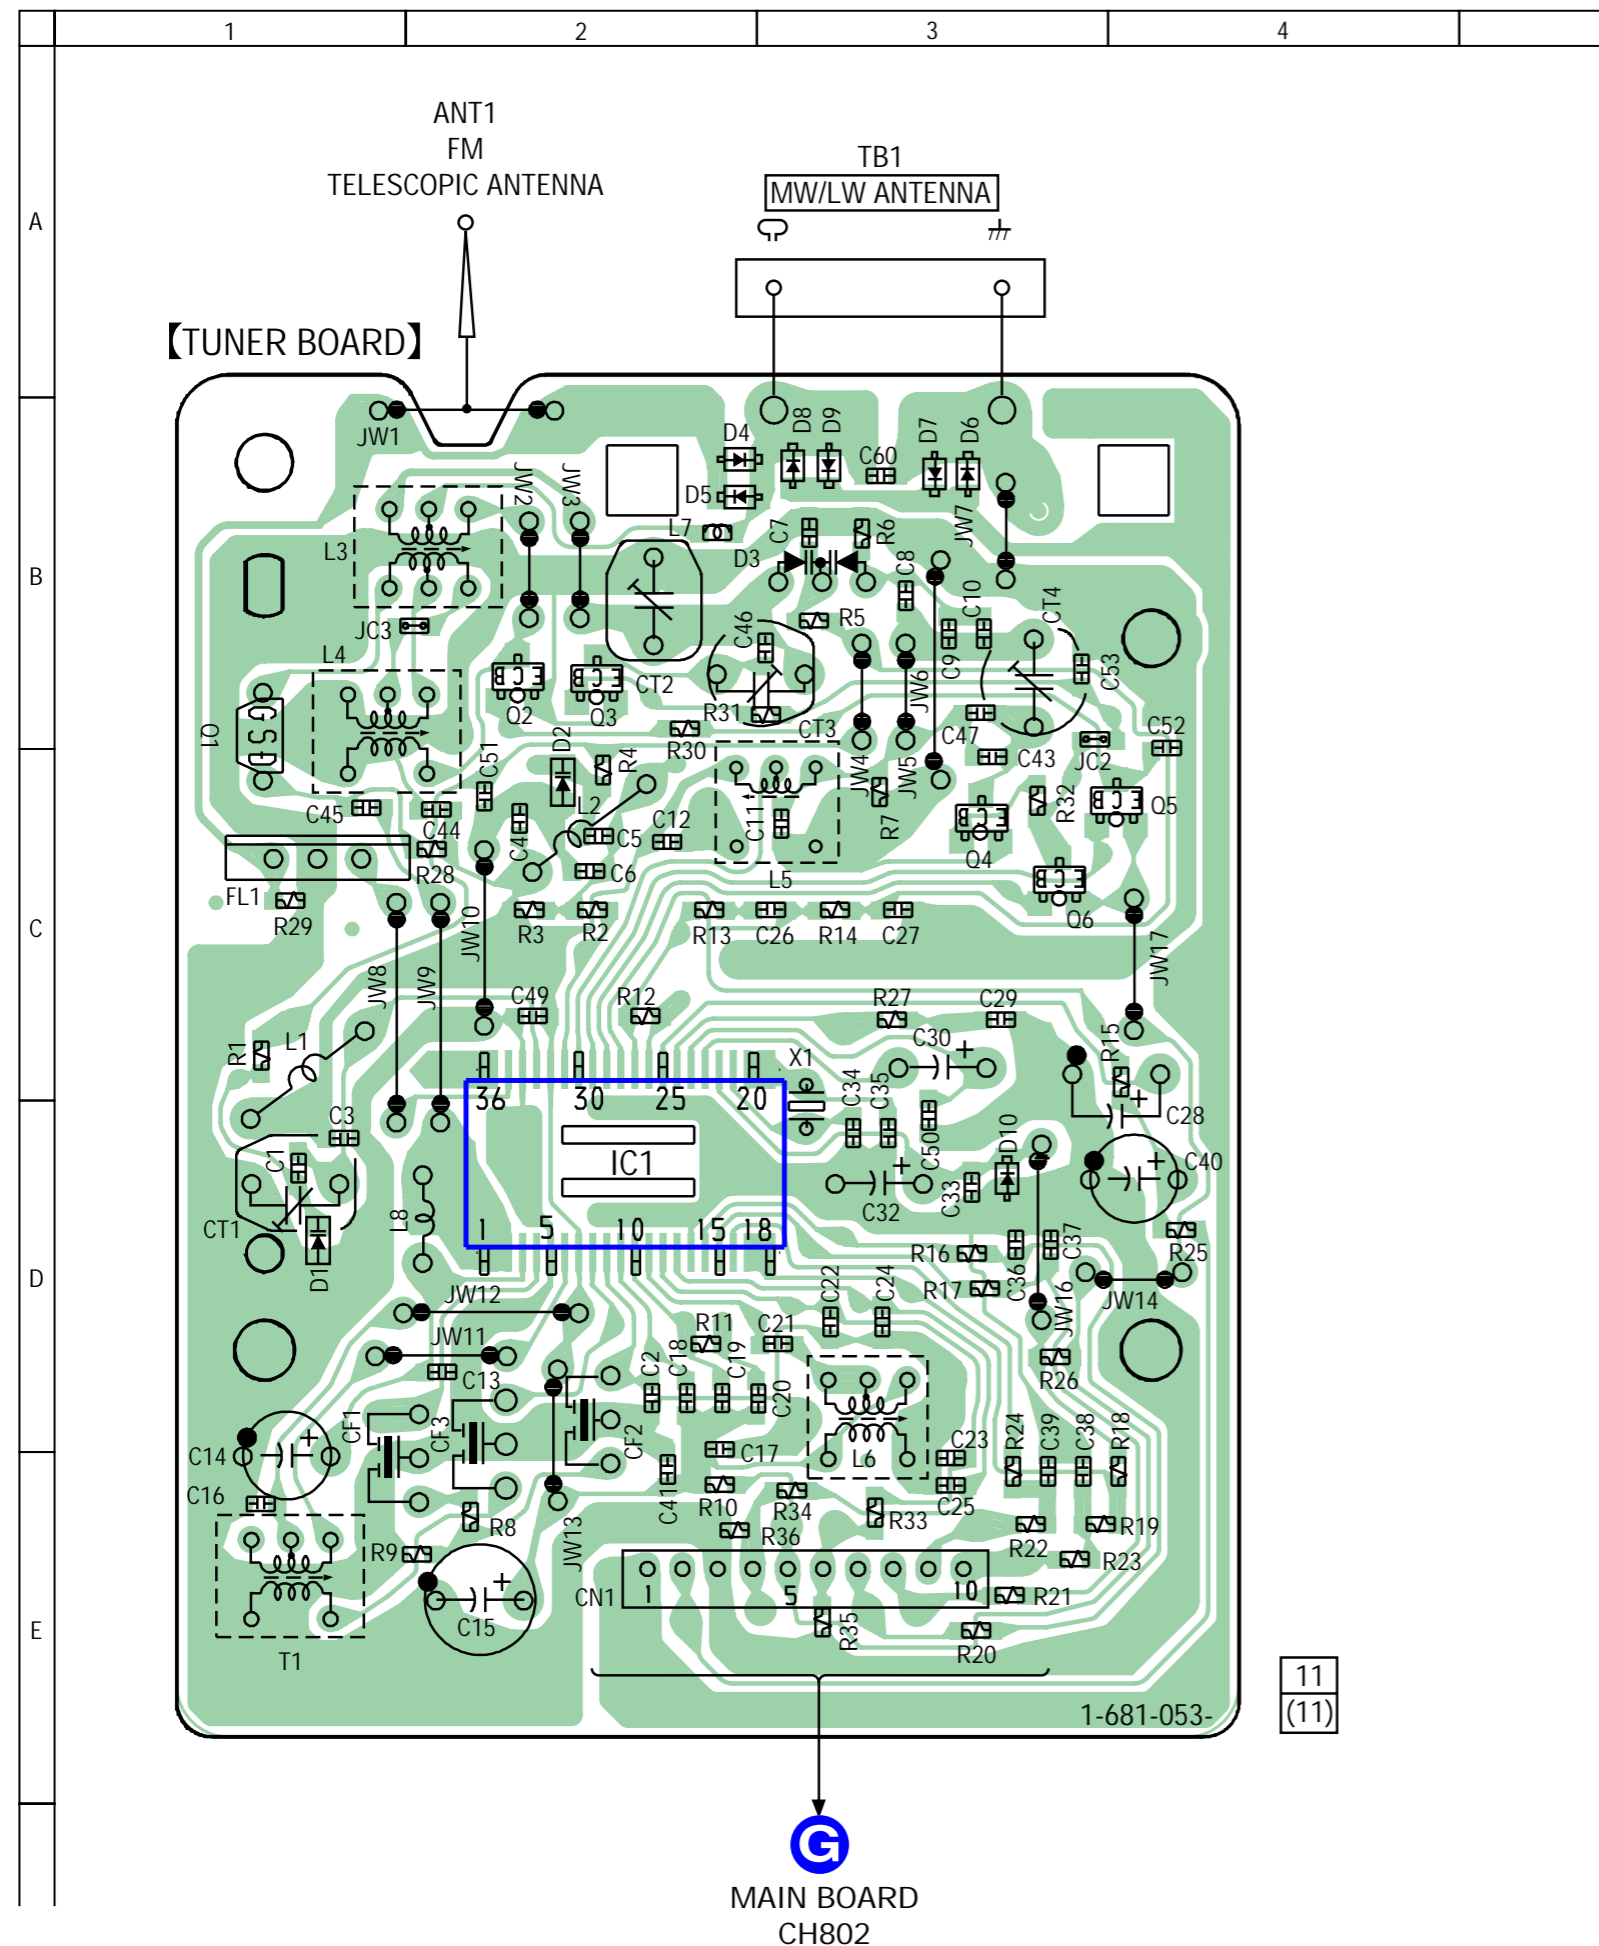 1 2 3 4
ANT1
FM
TELESCOPIC ANTENNA
TB1
MW/LW ANTENNA
A
【TUNER BOARD】
JW1
D4
D8
D9
D7
D6
C60
D5
JW2
JW3
L7
C7
R6
JW7
L3
D3
C8
B
C10
CT4
JC3
C46
R5
L4
ECB
Q2
ECB
Q3
CT2
C9
C53
JW6
R31
CT3
C47
C52
Q1
GSD
D2
R30
C43
JC2
C51
R4
JW4
JW5
L2
C45
C44
C4
C5
C12
C11
R7
ECB
Q4
R32
ECB
Q5
R28
C6
L5
ECB
Q6
FL1
R29
C
R3
R2
R13
C26
R14
C27
JW10
JW8
JW9
JW17
C49
R12
R27
C29
R1
L1
X1
C30
R15
C34
C35
36 30 25 20
C3
C50
D10
C28
C1
IC1
C40
CT1
L8
C32
C33
1 5 10 15 18
R16
C36
C37
R25
D
D1
R17
JW12
C22
C24
JW16
JW14
JW11
R11
C21
C13
C2
C18
C19
C20
R26
CF1
CF3
CF2
C14
C17
L6
C23
R24
C39
C38
R18
C16
C41
R10
R34
C25
R8
R36
R33
R22
R19
R9
JW13
R23
CN1
1 5 10
R21
C15
R35
R20
E
T1
1-681-053-
11
(11)
G
MAIN BOARD
CH802